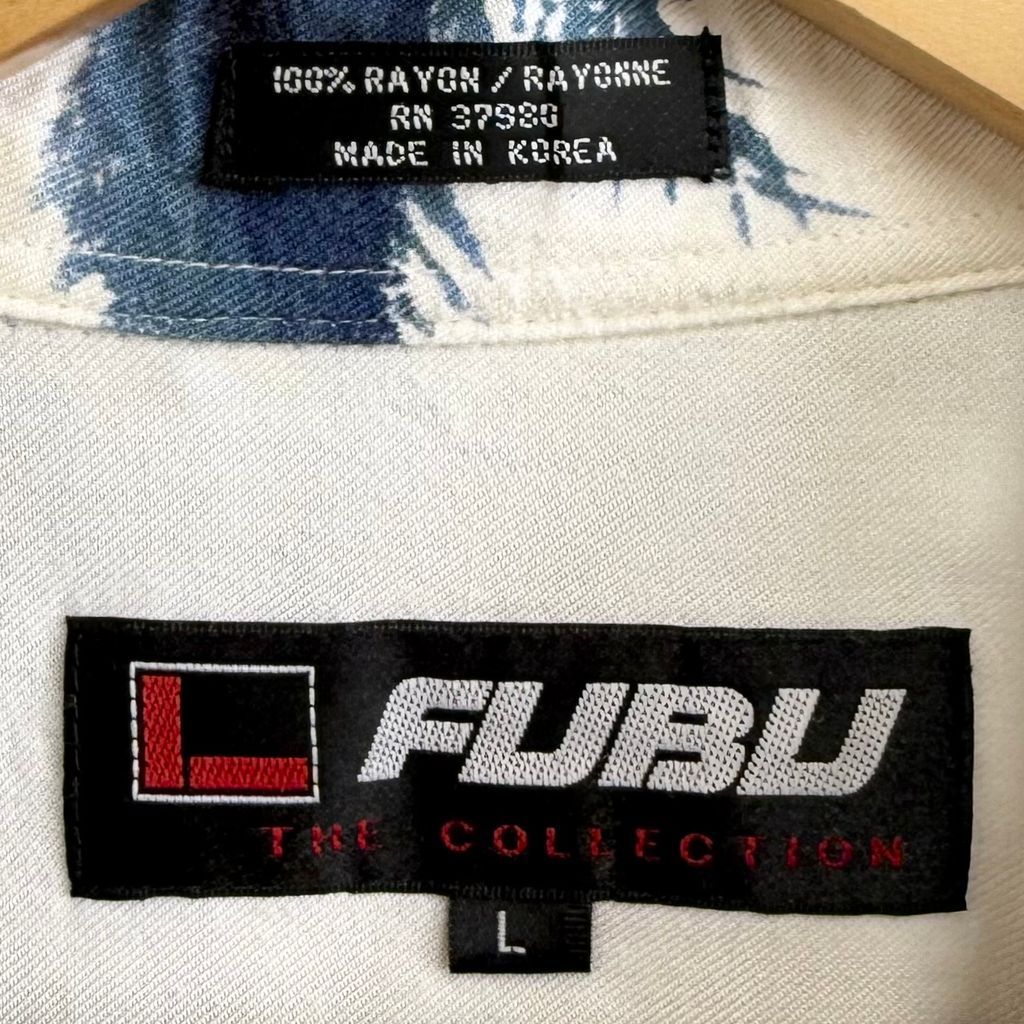 100% RAYON / RAYONNE
RN 37980
MADE IN KOREA
FUBU
THE COLLECTION
L